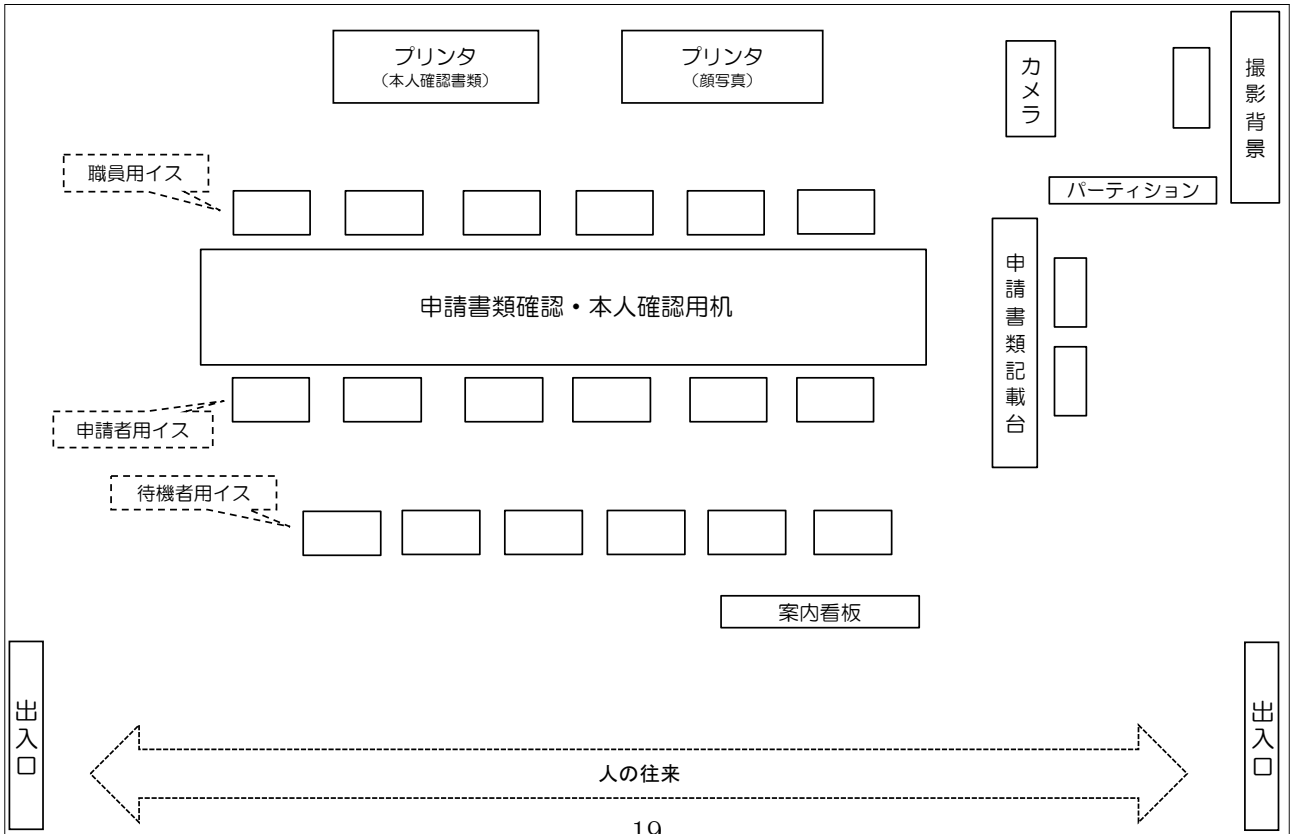 プリンタ
(本人確認書類)
プリンタ
(顔写真)
カメラ
撮影背景
職員用イス
パーティション
申請書類確認・本人確認用机
申請書類記載台
申請者用イス
待機者用イス
案内看板
出入口
出入口
人の往来
19